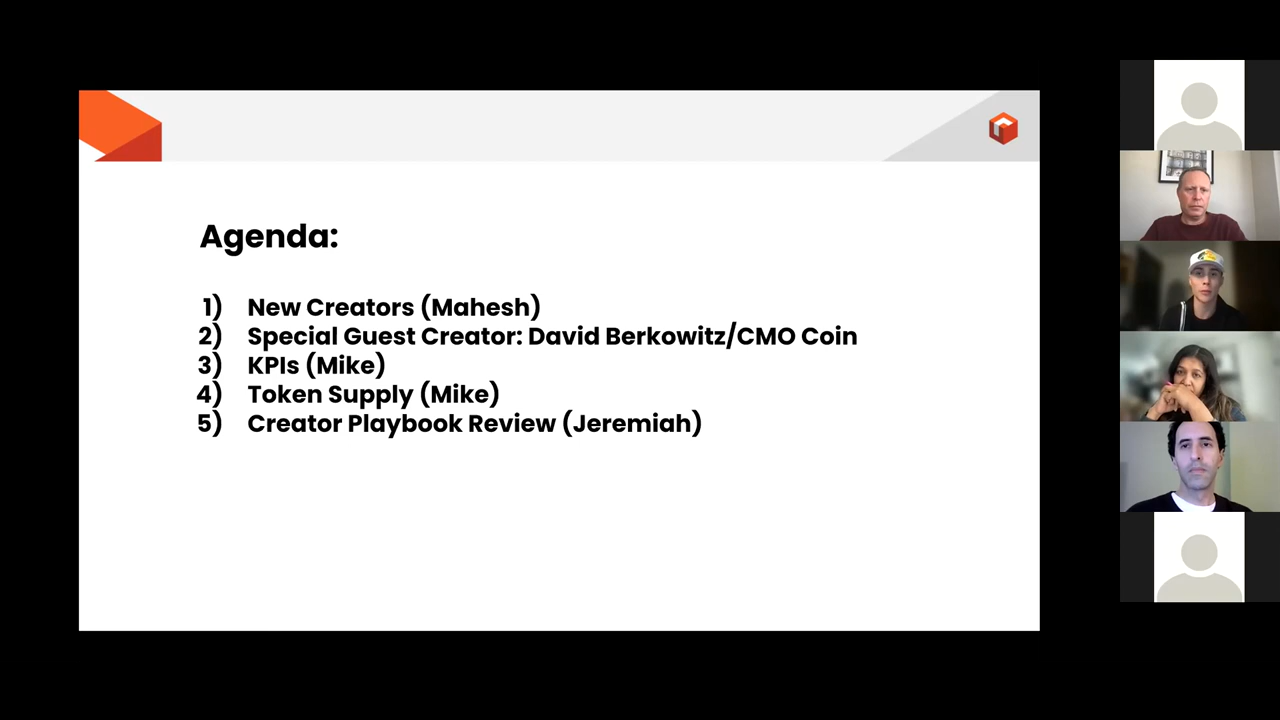 Agenda:
1) New Creators (Mahesh)
2) Special Guest Creator: David Berkowitz/CMO Coin
3) KPIs (Mike)
4) Token Supply (Mike)
5) Creator Playbook Review (Jeremiah)